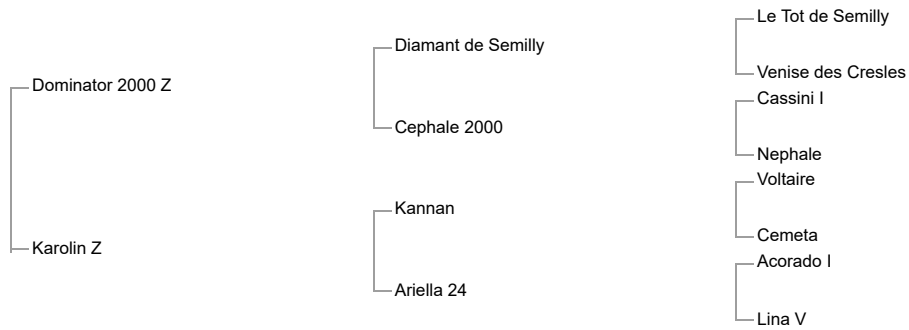 Le Tot de Semilly
Diamant de Semilly
Venise des Cresles
Dominator 2000 Z
Cassini I
Cephale 2000
Nephale
Voltaire
Kannan
Cemeta
Karolin Z
Acorado I
Ariella 24
Lina V